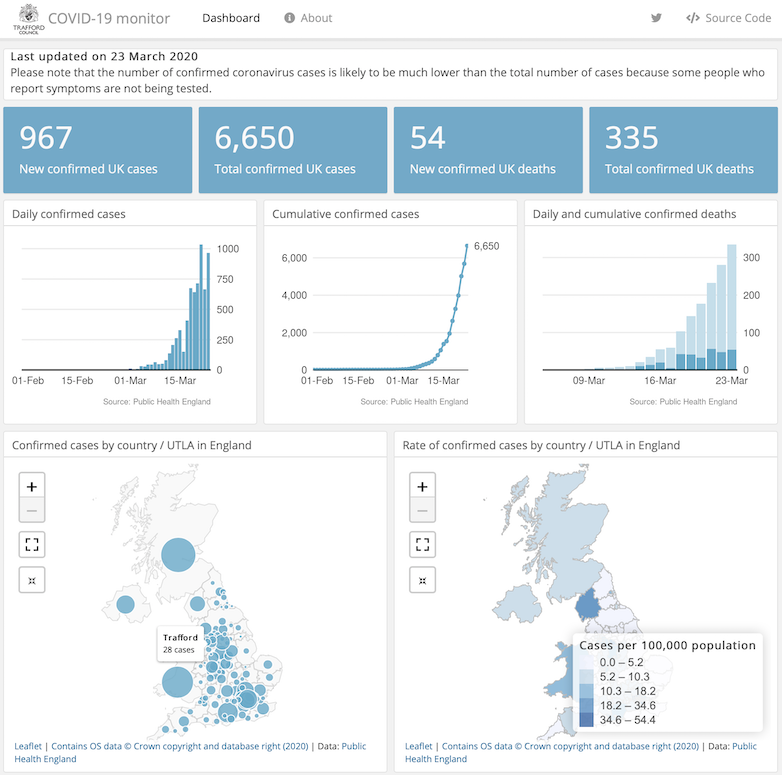 TRAFFORD
COUNCIL
COVID-19 monitor
Dashboard
About
Source Code
Last updated on 23 March 2020
Please note that the number of confirmed coronavirus cases is likely to be much lower than the total number of cases because some people who
report symptoms are not being tested.
967
New confirmed UK cases
6,650
Total confirmed UK cases
54
New confirmed UK deaths
335
Total confirmed UK deaths
Daily confirmed cases
1000
750
500
250
0
01-Feb 15-Feb 01-Mar 15-Mar
Source: Public Health England
Cumulative confirmed cases
6,650
6,000
4,000
2,000
0
01-Feb 15-Feb 01-Mar 15-Mar
Source: Public Health England
Daily and cumulative confirmed deaths
300
200
100
0
09-Mar 16-Mar 23-Mar
Source: Public Health England
Confirmed cases by country / UTLA in England
+
−
Trafford
28 cases
Leaflet | Contains OS data © Crown copyright and database right (2020) | Data: Public
Health England
Rate of confirmed cases by country / UTLA in England
+
−
Cases per 100,000 population
0.0 – 5.2
5.2 – 10.3
10.3 – 18.2
18.2 – 34.6
34.6 – 54.4
Leaflet | Contains OS data © Crown copyright and database right (2020) | Data: Public
Health England